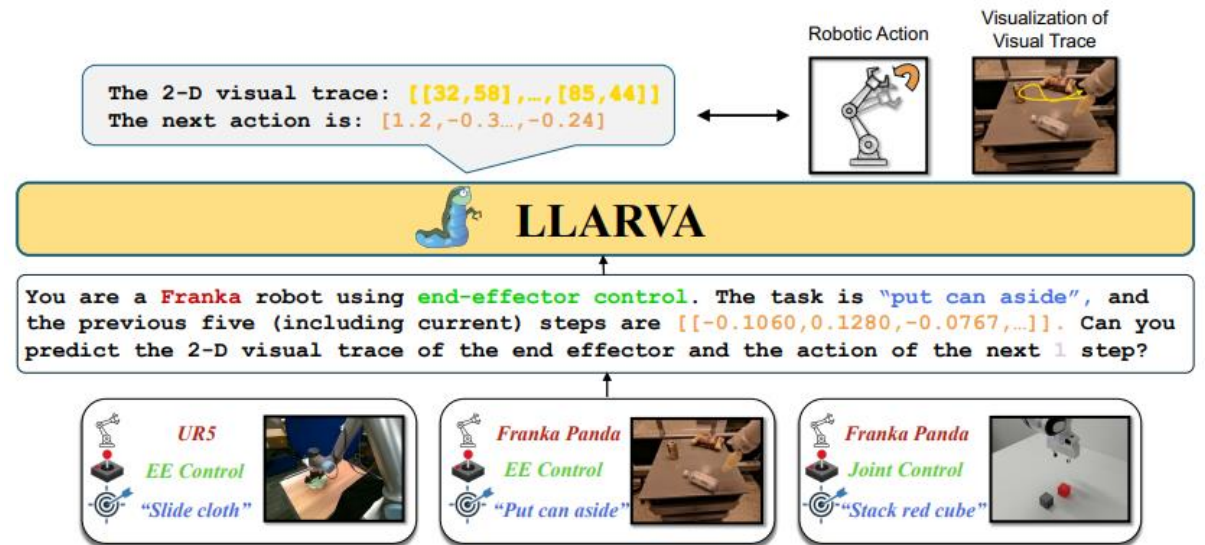 Robotic Action
Visualization of
Visual Trace
The 2-D visual trace: [[32,58],…,[85,44]]
The next action is: [1.2,-0.3…,-0.24]
LLARVA
You are a Franka robot using end-effector control. The task is “put can aside”, and
the previous five (including current) steps are [[-0.1060,0.1280,-0.0767,…]]. Can you
predict the 2-D visual trace of the end effector and the action of the next 1 step?
UR5
EE Control
“Slide cloth”
Franka Panda
EE Control
“Put can aside”
Franka Panda
Joint Control
“Stack red cube”